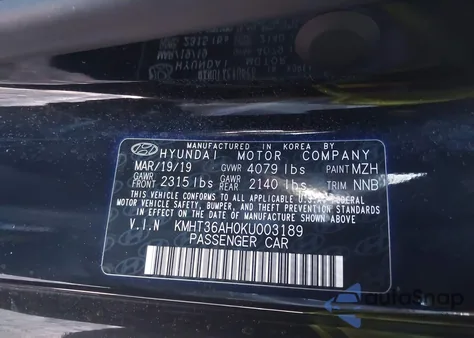 MANUFACTURED IN KOREA BY
HYUNDAI MOTOR COMPANY
MAR/19/19 GVWR 4079 lbs PAINT MZH
GAWR FRONT 2315 lbs GAWR REAR 2140 lbs TRIM NNB
THIS VEHICLE CONFORMS TO ALL APPLICABLE U.S. FEDERAL
MOTOR VEHICLE SAFETY, BUMPER, AND THEFT PREVENTION STANDARDS
IN EFFECT ON THE DATE OF MANUFACTURE SHOWN ABOVE.
V.I.N KMHT36AH0KU003189
PASSENGER CAR
autoSnap